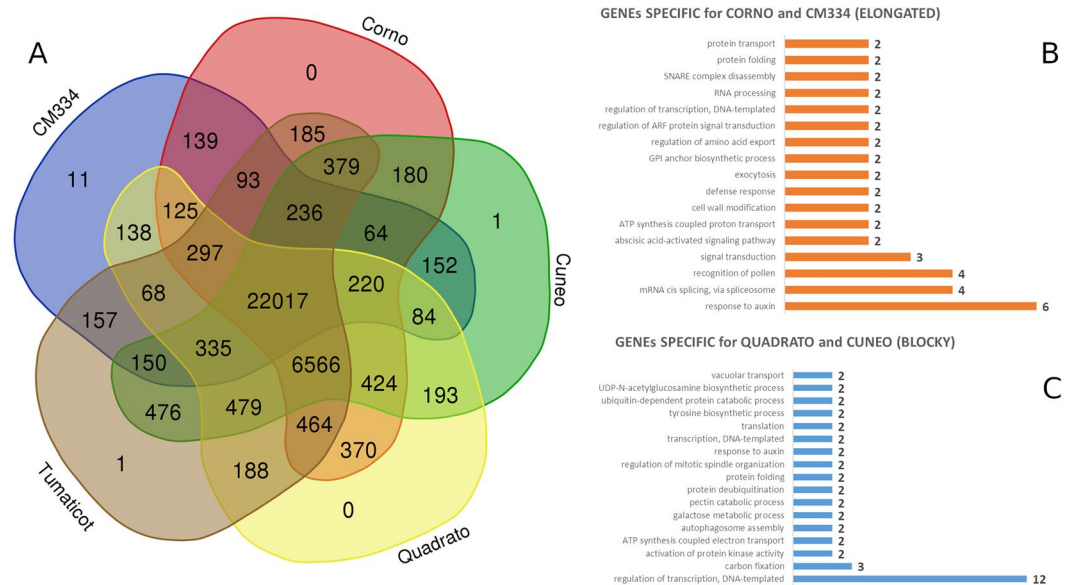 A
CM334
Corno
Cuneo
Quadrato
Tumaticot
0
11
139
185
379
180
1
93
125
138
236
64
152
297
68
157
22017
220
84
150
335
6566
424
193
476
479
464
370
188
1
0
GENEs SPECIFIC for CORNO and CM334 (ELONGATED)
B
protein transport 2
protein folding 2
SNARE complex disassembly 2
RNA processing 2
regulation of transcription, DNA-templated 2
regulation of ARF protein signal transduction 2
regulation of amino acid export 2
GPI anchor biosynthetic process 2
exocytosis 2
defense response 2
cell wall modification 2
ATP synthesis coupled proton transport 2
abscisic acid-activated signaling pathway 2
signal transduction 3
recognition of pollen 4
mRNA cis splicing, via spliceosome 4
response to auxin 6
GENEs SPECIFIC for QUADRATO and CUNEO (BLOCKY)
C
vacuolar transport 2
UDP-N-acetylglucosamine biosynthetic process 2
ubiquitin-dependent protein catabolic process 2
tyrosine biosynthetic process 2
translation 2
transcription, DNA-templated 2
response to auxin 2
regulation of mitotic spindle organization 2
protein folding 2
protein deubiquitination 2
pectin catabolic process 2
galactose metabolic process 2
autophagosome assembly 2
ATP synthesis coupled electron transport 2
activation of protein kinase activity 2
carbon fixation 3
regulation of transcription, DNA-templated 12